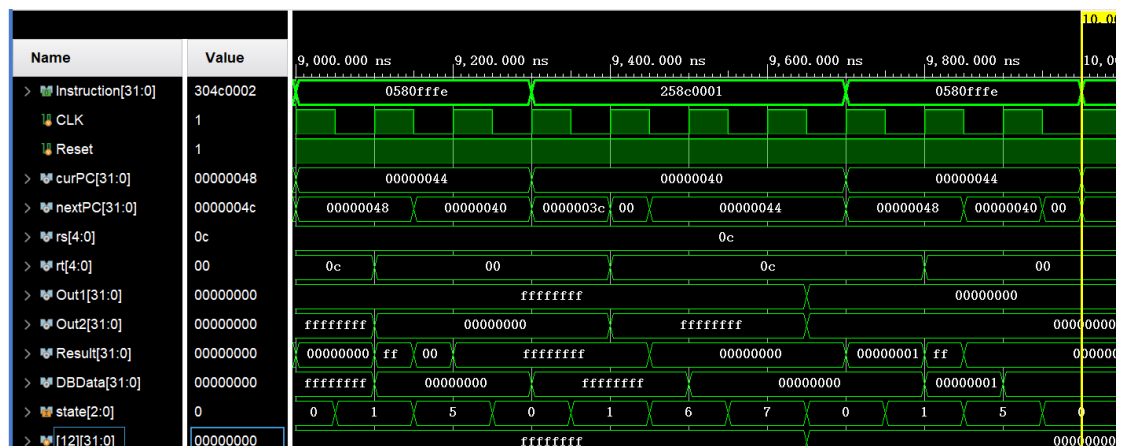 10,00
Name Value 9,000.000 ns 9,200.000 ns 9,400.000 ns 9,600.000 ns 9,800.000 ns 10,0
Instruction[31:0] 304c0002 0580fffe 258c0001 0580fffe
CLK 1
Reset 1
curPC[31:0] 00000048 00000044 00000040 00000044
nextPC[31:0] 0000004c 00000048 00000040 0000003c 00 00000044 00000048 00000040 00
rs[4:0] 0c 0c
rt[4:0] 00 0c 00 0c 00
Out1[31:0] 00000000 ffffffff 00000000
Out2[31:0] 00000000 ffffffff 00000000 ffffffff 0000000
Result[31:0] 00000000 00000000 ff 00 ffffffff 00000000 00000001 ff 00000
DBData[31:0] 00000000 ffffffff 00000000 ffffffff 00000000 00000001
state[2:0] 0 0 1 5 0 1 6 7 0 1 5 0
[12][31:0] 00000000 ffffffff 0000000